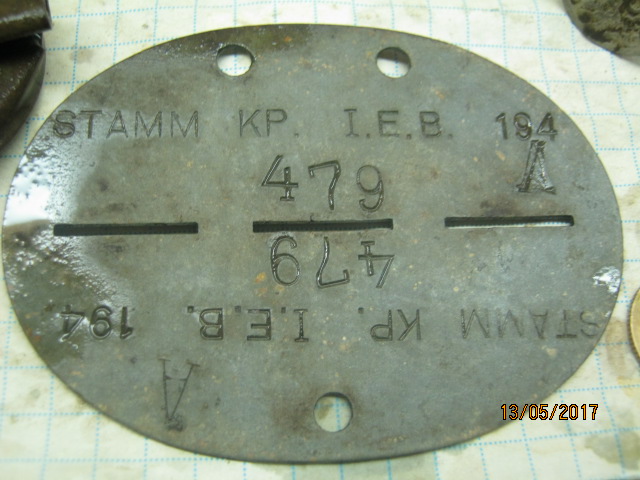 STAMM KP. I.E.B. 194
A
479
479
STAMM KP. I.E.B. 194
A
13/05/2017